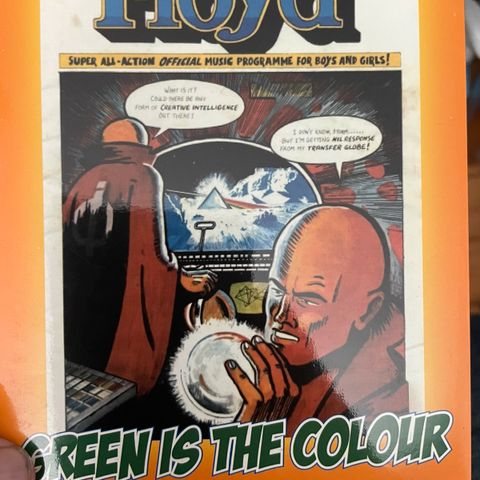 Floyd
SUPER ALL-ACTION OFFICIAL MUSIC PROGRAMME FOR BOYS AND GIRLS!
WHAT IS IT?
COULD THERE BE ANY
FORM OF CREATIVE INTELLIGENCE
OUT THERE?
I DON'T KNOW, STORM......
BUT I'M GETTING NIL RESPONSE
FROM MY TRANSFER GLOBE!
GREEN IS THE COLOUR